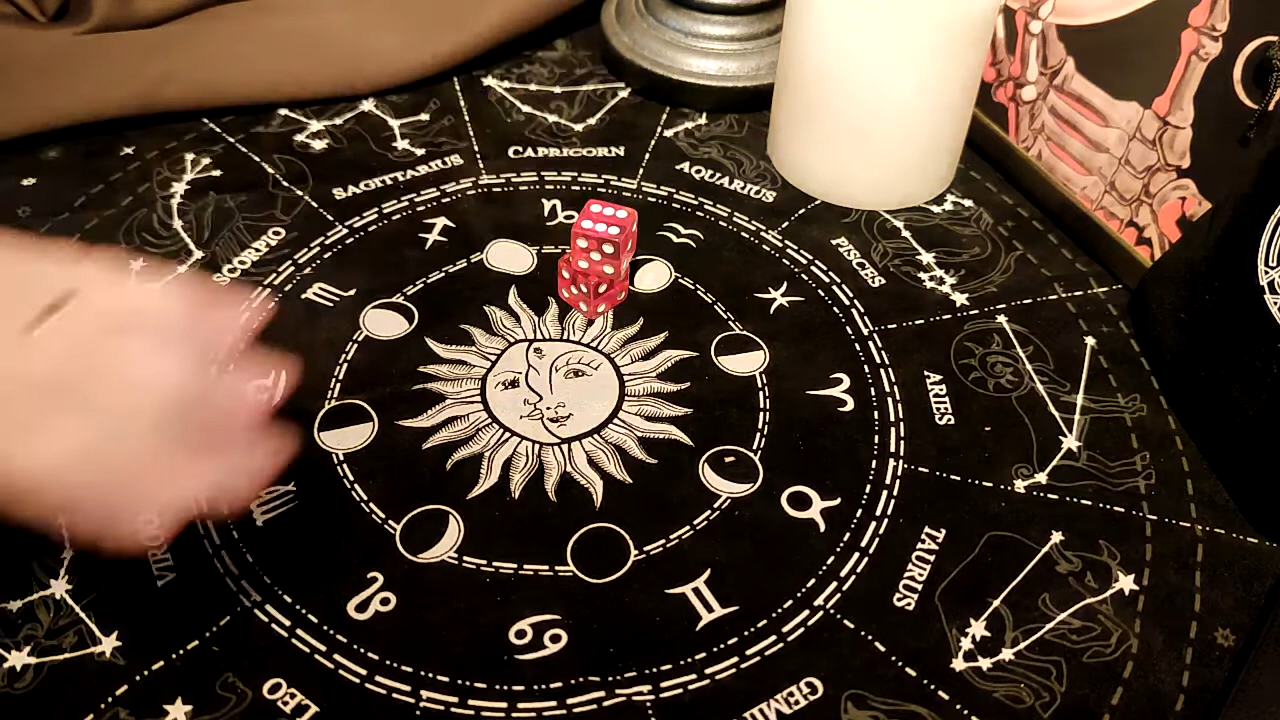 CAPRICORN
SAGITTARIUS
AQUARIUS
SCORPIO
PISCES
ARIES
VIRGO
TAURUS
LEO
GEMINI